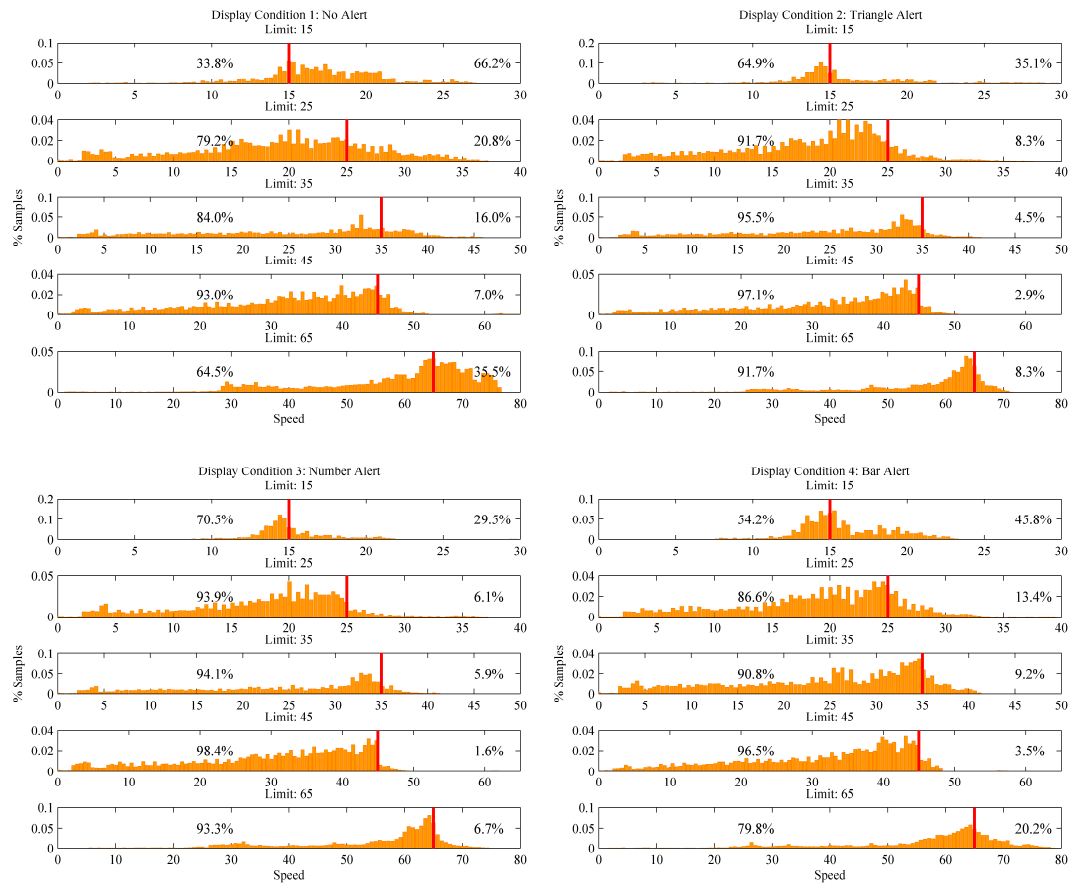 Display Condition 1: No Alert
Limit: 15
0.1
0.05
0
33.8%
66.2%
0 5 10 15 20 25 30
Limit: 25
0.04
0.02
0
79.2%
20.8%
0 5 10 15 20 25 30 35 40
Limit: 35
0.1
0.05
0
84.0%
16.0%
0 5 10 15 20 25 30 35 40 45 50
Limit: 45
0.04
0.02
0
93.0%
7.0%
0 10 20 30 40 50 60
Limit: 65
0.05
0
64.5%
35.5%
0 10 20 30 40 50 60 70 80
% Samples
Speed
Display Condition 2: Triangle Alert
Limit: 15
0.2
0.1
0
64.9%
35.1%
0 5 10 15 20 25 30
Limit: 25
0.04
0.02
0
91.7%
8.3%
0 5 10 15 20 25 30 35 40
Limit: 35
0.1
0.05
0
95.5%
4.5%
0 5 10 15 20 25 30 35 40 45 50
Limit: 45
0.05
0
97.1%
2.9%
0 10 20 30 40 50 60
Limit: 65
0.1
0.05
0
91.7%
8.3%
0 10 20 30 40 50 60 70 80
% Samples
Speed
Display Condition 3: Number Alert
Limit: 15
0.2
0.1
0
70.5%
29.5%
0 5 10 15 20 25 30
Limit: 25
0.05
0
93.9%
6.1%
0 5 10 15 20 25 30 35 40
Limit: 35
0.1
0.05
0
94.1%
5.9%
0 5 10 15 20 25 30 35 40 45 50
Limit: 45
0.04
0.02
0
98.4%
1.6%
0 10 20 30 40 50 60
Limit: 65
0.1
0.05
0
93.3%
6.7%
0 10 20 30 40 50 60 70 80
% Samples
Speed
Display Condition 4: Bar Alert
Limit: 15
0.1
0.05
0
54.2%
45.8%
0 5 10 15 20 25 30
Limit: 25
0.04
0.02
0
86.6%
13.4%
0 5 10 15 20 25 30 35 40
Limit: 35
0.04
0.02
0
90.8%
9.2%
0 5 10 15 20 25 30 35 40 45 50
Limit: 45
0.04
0.02
0
96.5%
3.5%
0 10 20 30 40 50 60
Limit: 65
0.1
0.05
0
79.8%
20.2%
0 10 20 30 40 50 60 70 80
% Samples
Speed